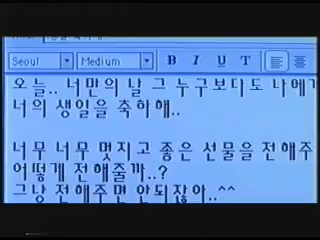 Seoul Medium B I U T
오늘.. 너만의 날 그 누구보다도 나에게
너의 생일을 축하해..
너무 너무 멋지고 좋은 선물을 전해주
어떻게 전해줄까..?
그냥 전해주면 안되잖아..^^